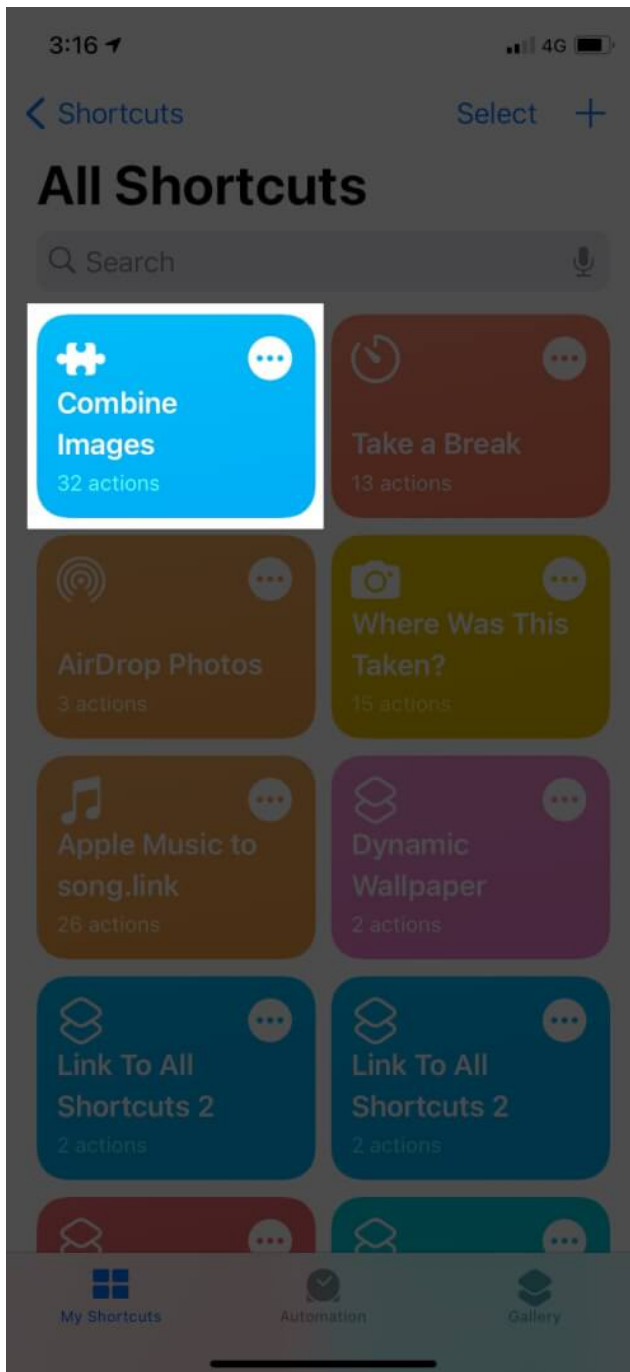 3:16
4G
Shortcuts
Select
All Shortcuts
Search
Combine
Images
32 actions
Take a Break
13 actions
AirDrop Photos
3 actions
Where Was This
Taken?
15 actions
Apple Music to
song.link
26 actions
Dynamic
Wallpaper
2 actions
Link To All
Shortcuts 2
2 actions
Link To All
Shortcuts 2
2 actions
My Shortcuts
Automation
Gallery